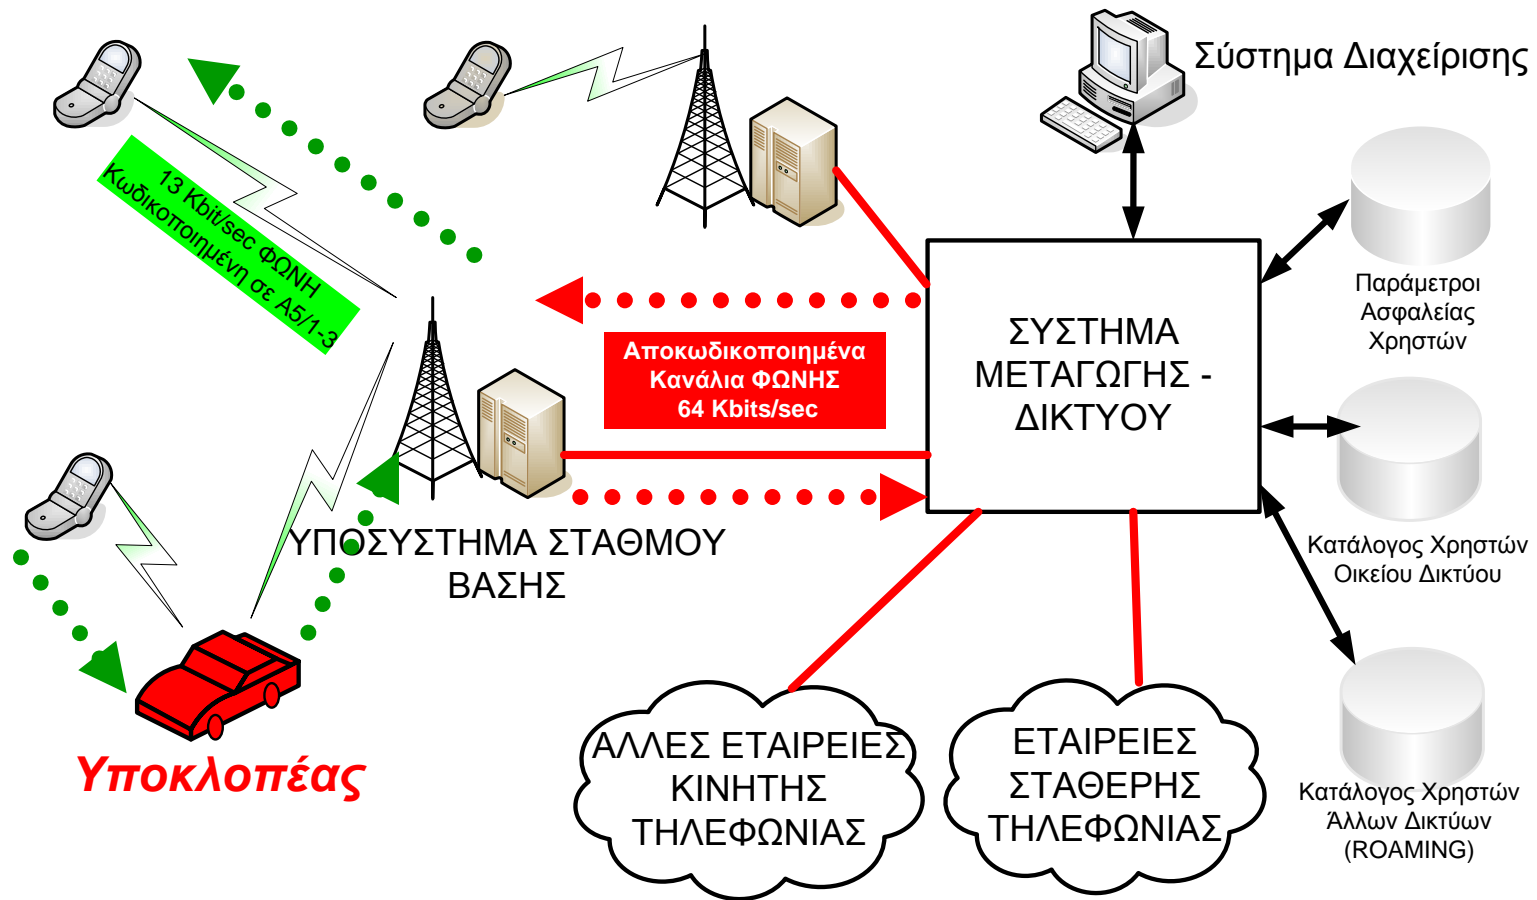 Σύστημα Διαχείρισης
13 Kbit/sec ΦΩΝΗ
Κωδικοποιημένη σε A5/1-3
Παράμετροι
Ασφαλείας
Χρηστών
Αποκωδικοποιημένα
Κανάλια ΦΩΝΗΣ
64 Kbits/sec
ΣΥΣΤΗΜΑ
ΜΕΤΑΓΩΓΗΣ -
ΔΙΚΤΥΟΥ
ΥΠΟΣΥΣΤΗΜΑ ΣΤΑΘΜΟΥ
ΒΑΣΗΣ
Κατάλογος Χρηστών
Οικείου Δικτύου
Υποκλοπέας
ΑΛΛΕΣ ΕΤΑΙΡΕΙΕΣ
ΚΙΝΗΤΗΣ
ΤΗΛΕΦΩΝΙΑΣ
ΕΤΑΙΡΕΙΕΣ
ΣΤΑΘΕΡΗΣ
ΤΗΛΕΦΩΝΙΑΣ
Κατάλογος Χρηστών
Άλλων Δικτύων
(ROAMING)